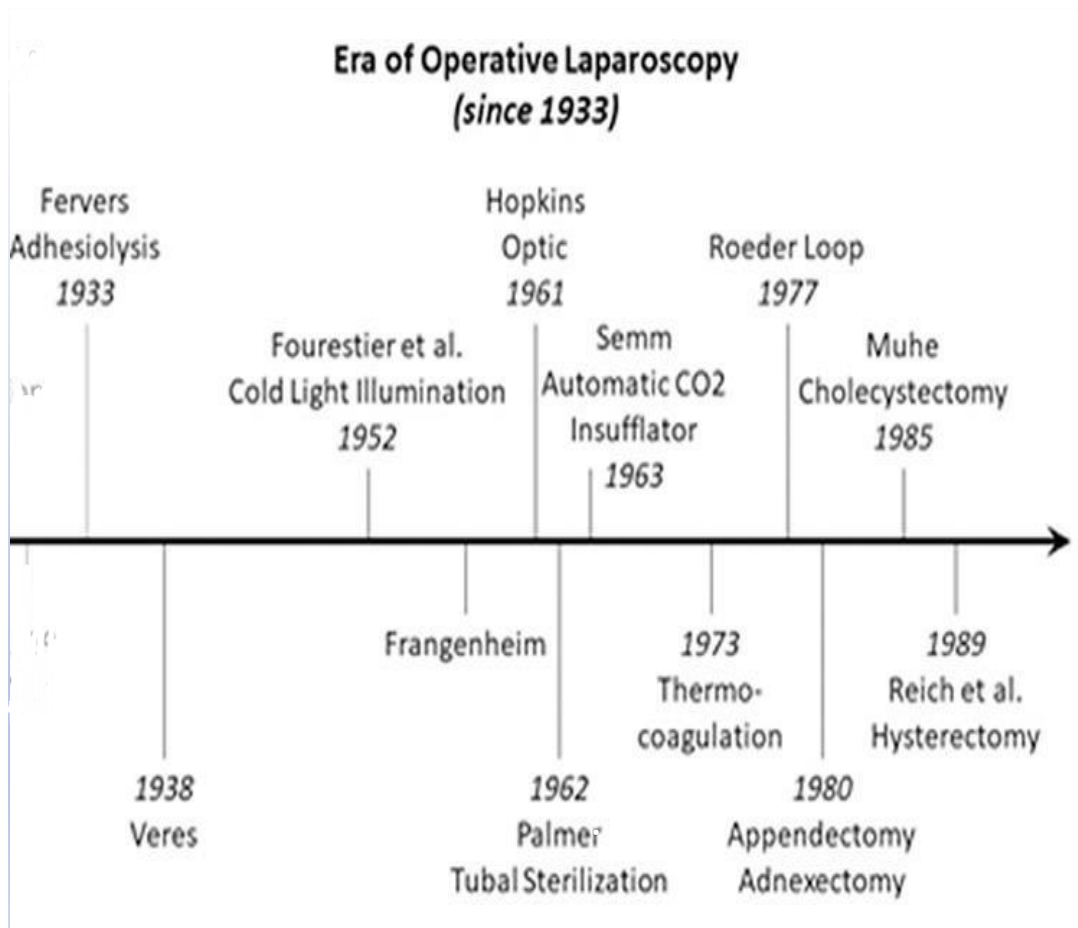 Era of Operative Laparoscopy
(since 1933)
Fervers
Adhesiolysis
1933
Fourestier et al.
Cold Light Illumination
1952
Hopkins
Optic
1961
Semm
Automatic CO2
Insufflator
1963
Roeder Loop
1977
Muhe
Cholecystectomy
1985
1938
Veres
Frangenheim
1962
Palmer
Tubal Sterilization
1973
Thermo-
coagulation
1980
Appendectomy
Adnexectomy
1989
Reich et al.
Hysterectomy